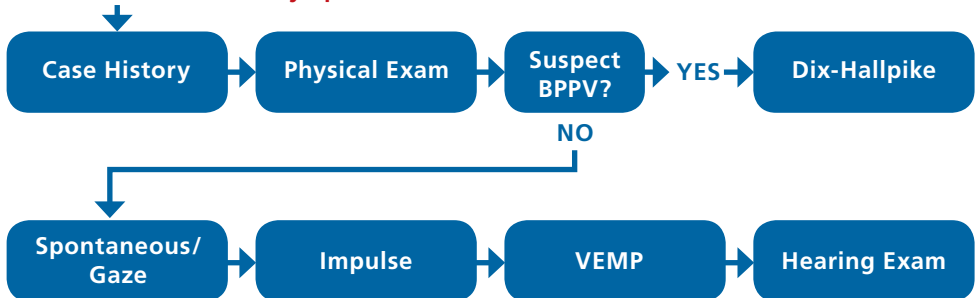 Case History
Physical Exam
Suspect
BPPV?
YES
Dix-Hallpike
NO
Spontaneous/
Gaze
Impulse
VEMP
Hearing Exam